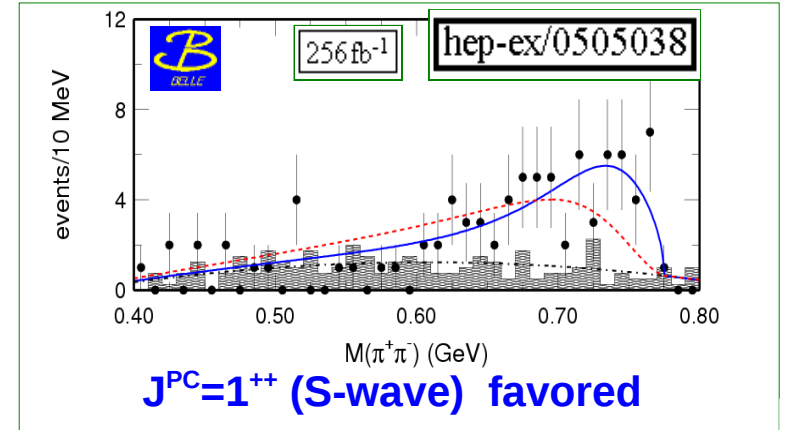 12
B
BELLE
256fb⁻¹
hep-ex/0505038
events/10 MeV
8
4
0
0.40
0.50
0.60
0.70
0.80
M(π⁺π⁻) (GeV)
Jᴾᶜ=1⁺⁺ (S-wave) favored